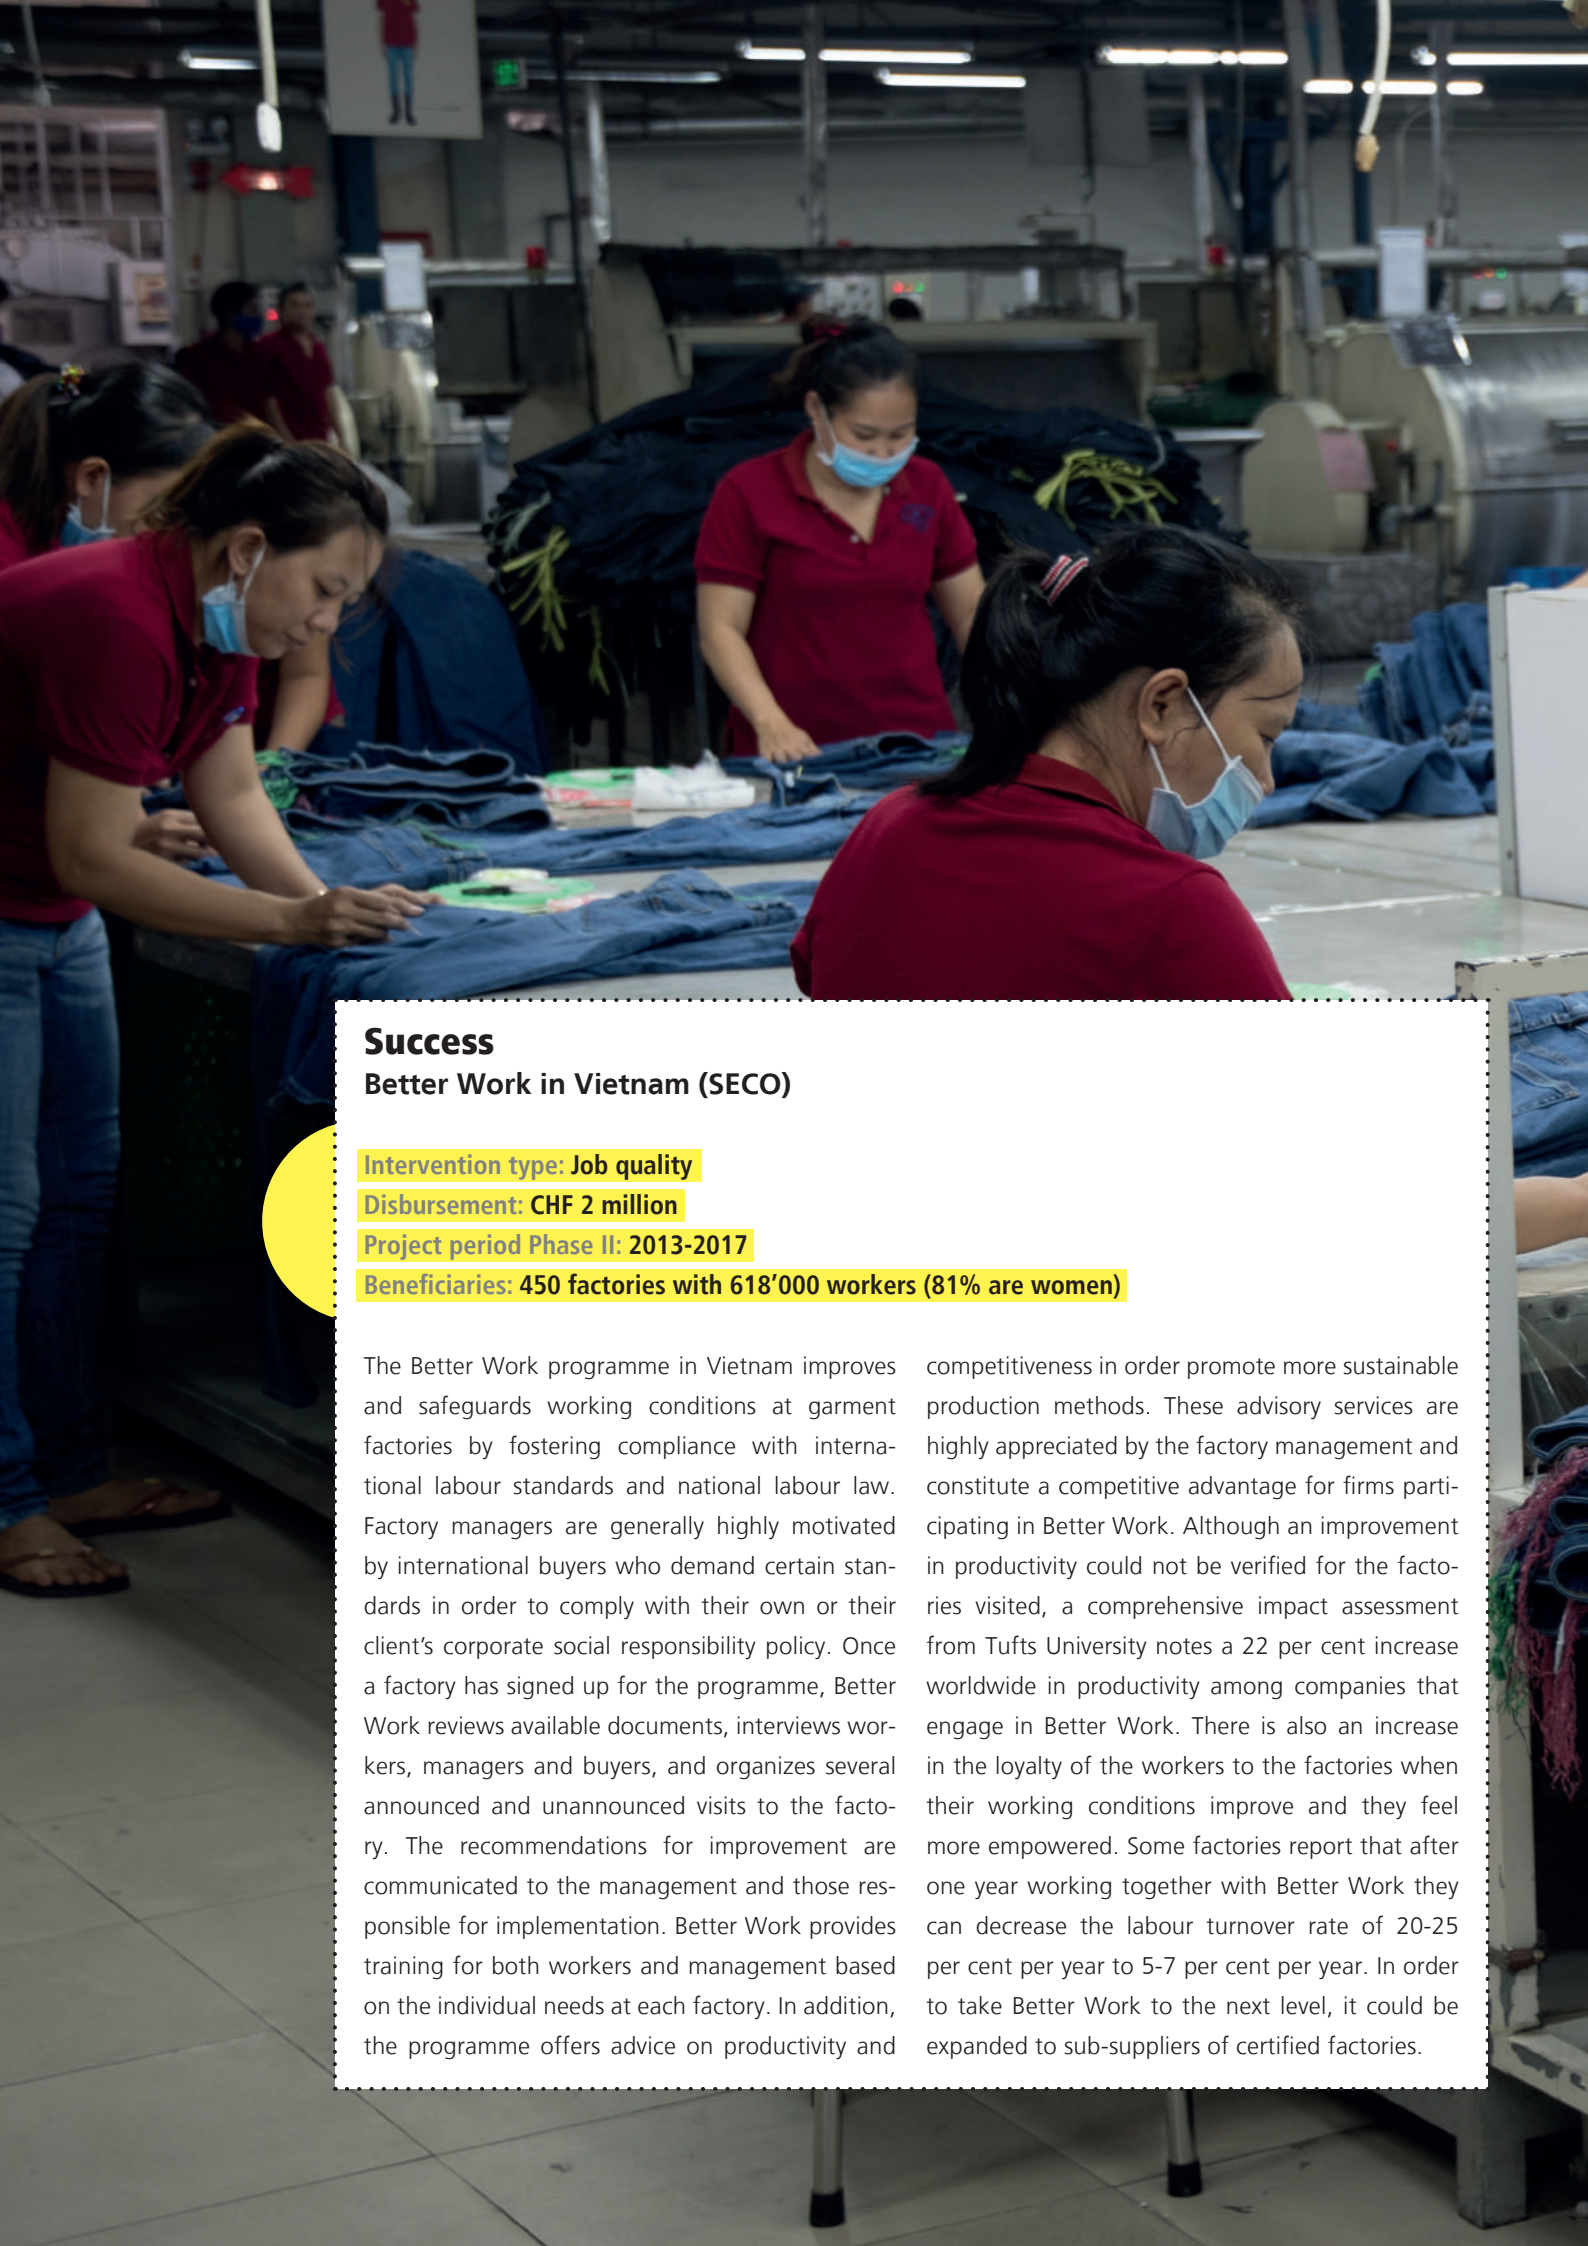 Success
Better Work in Vietnam (SECO)
Intervention type: Job quality
Disbursement: CHF 2 million
Project period Phase II: 2013-2017
Beneficiaries: 450 factories with 618’000 workers (81% are women)
The Better Work programme in Vietnam improves
and safeguards working conditions at garment
factories by fostering compliance with interna-
tional labour standards and national labour law.
Factory managers are generally highly motivated
by international buyers who demand certain stan-
dards in order to comply with their own or their
client’s corporate social responsibility policy. Once
a factory has signed up for the programme, Better
Work reviews available documents, interviews wor-
kers, managers and buyers, and organizes several
announced and unannounced visits to the facto-
ry. The recommendations for improvement are
communicated to the management and those res-
ponsible for implementation. Better Work provides
training for both workers and management based
on the individual needs at each factory. In addition,
the programme offers advice on productivity and
competitiveness in order promote more sustainable
production methods. These advisory services are
highly appreciated by the factory management and
constitute a competitive advantage for firms parti-
cipating in Better Work. Although an improvement
in productivity could not be verified for the facto-
ries visited, a comprehensive impact assessment
from Tufts University notes a 22 per cent increase
worldwide in productivity among companies that
engage in Better Work. There is also an increase
in the loyalty of the workers to the factories when
their working conditions improve and they feel
more empowered. Some factories report that after
one year working together with Better Work they
can decrease the labour turnover rate of 20-25
per cent per year to 5-7 per cent per year. In order
to take Better Work to the next level, it could be
expanded to sub-suppliers of certified factories.